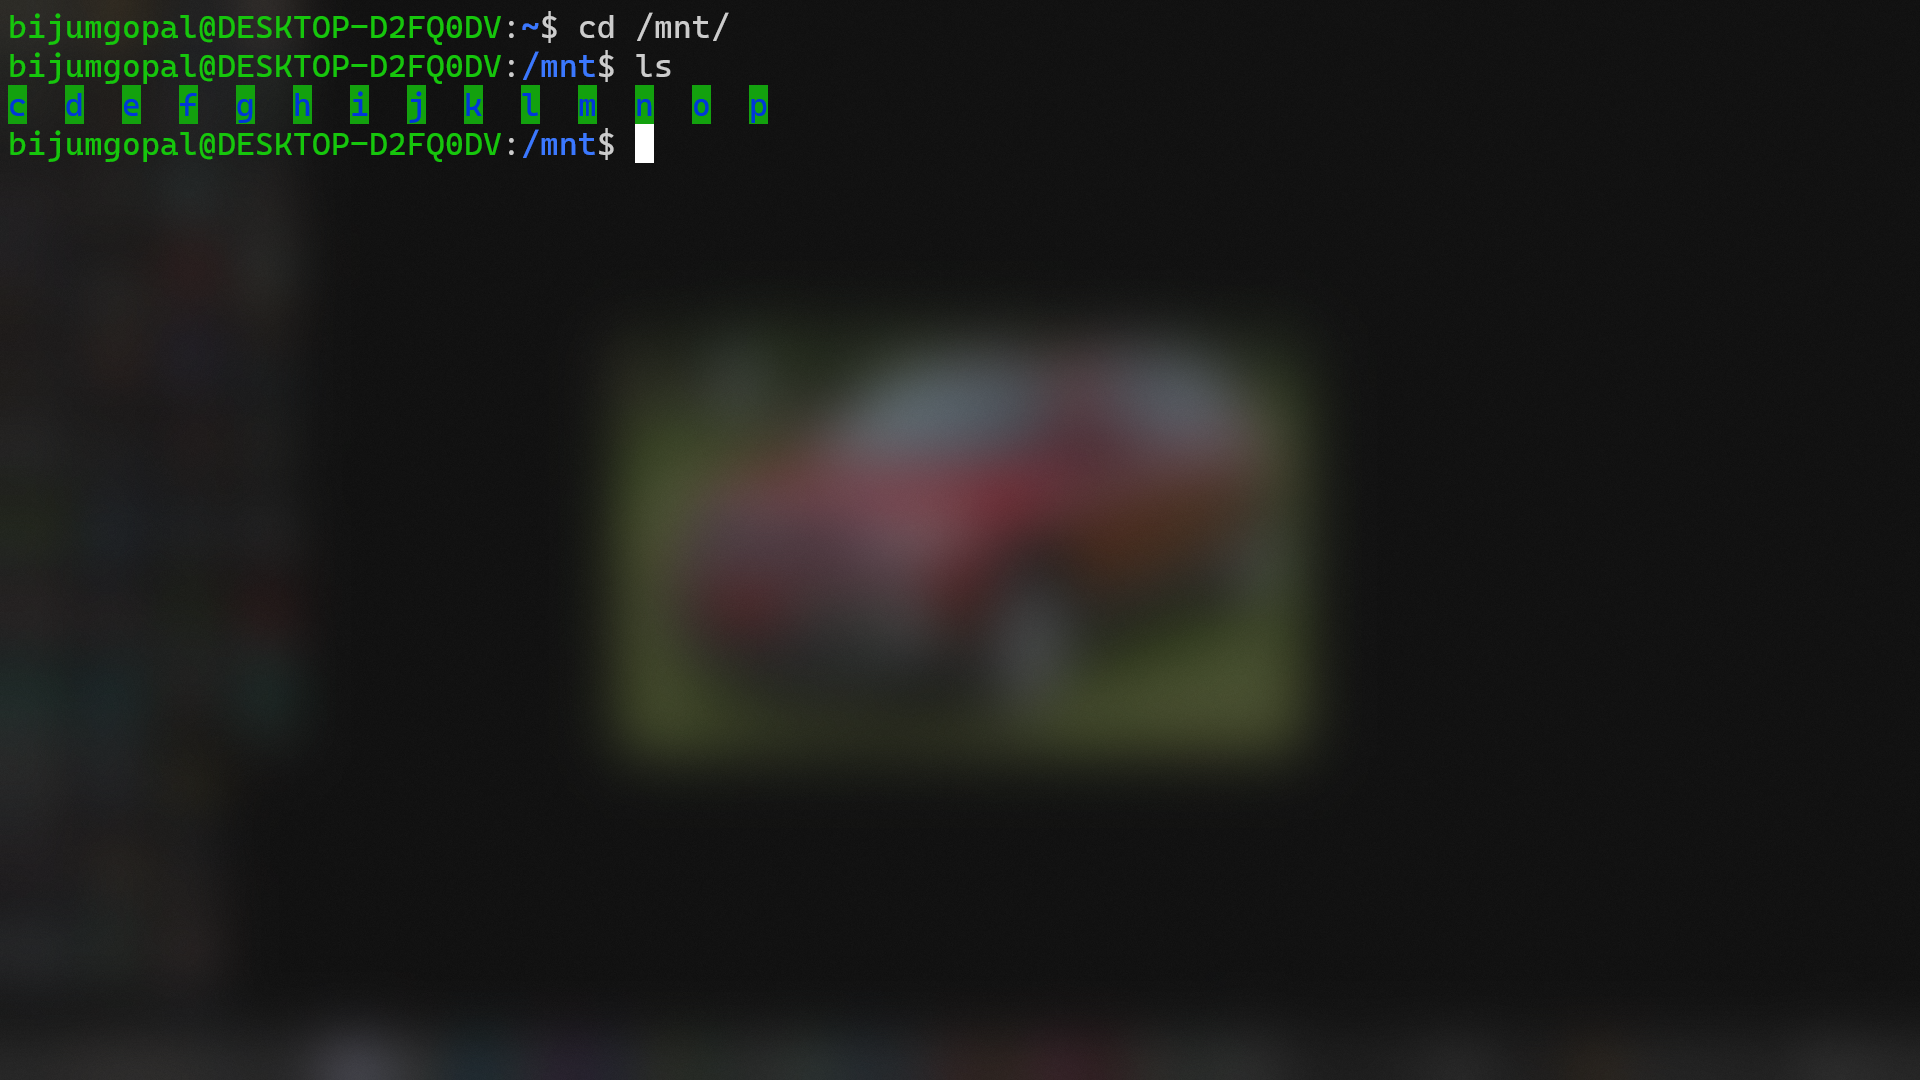 bijumgopal@DESKTOP-D2FQ0DV:~$ cd /mnt/
bijumgopal@DESKTOP-D2FQ0DV:/mnt$ ls
c  d  e  f  g  h  i  j  k  l  m  n  o  p
bijumgopal@DESKTOP-D2FQ0DV:/mnt$